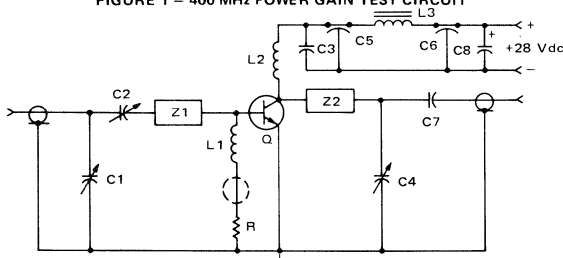 FIGURE 1 – 400 MHz POWER GAIN TEST CIRCUIT
L3
+
C3
C5
C6
C8
+
+28 Vdc
–
L2
C2
Z1
Z2
Q
C7
L1
C1
C4
R